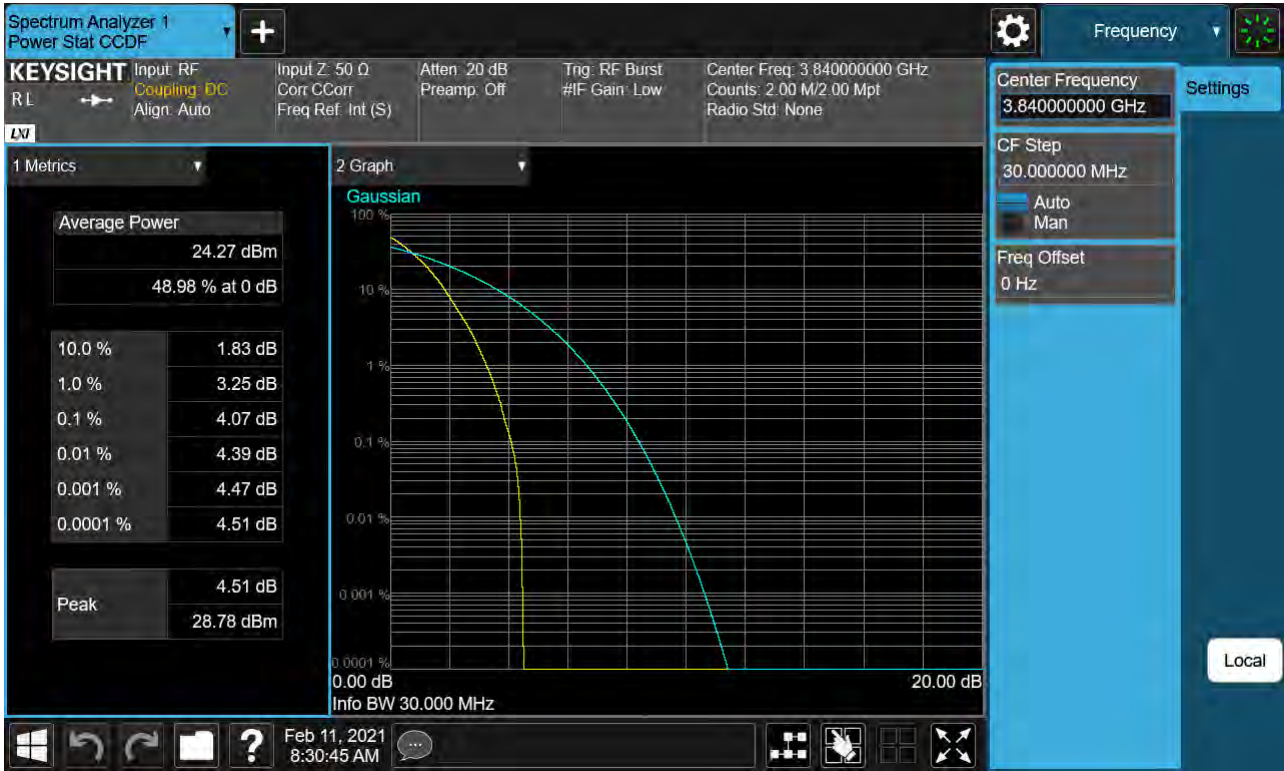 Spectrum Analyzer 1
Power Stat CCDF
Frequency
KEYSIGHT
R L
LXI
Input: RF
Coupling: DC
Align: Auto
Input Z: 50 Ω
Corr CCorr
Freq Ref: Int (S)
Atten: 20 dB
Preamp: Off
Trig: RF Burst
#IF Gain: Low
Center Freq: 3.840000000 GHz
Counts: 2.00 M/2.00 Mpt
Radio Std: None
Center Frequency
3.840000000 GHz
Settings
CF Step
30.000000 MHz
Auto
Man
Freq Offset
0 Hz
1 Metrics
Average Power
24.27 dBm
48.98 % at 0 dB
10.0 % 1.83 dB
1.0 % 3.25 dB
0.1 % 4.07 dB
0.01 % 4.39 dB
0.001 % 4.47 dB
0.0001 % 4.51 dB
Peak
4.51 dB
28.78 dBm
2 Graph
Gaussian
100 %
10 %
1 %
0.1 %
0.01 %
0.001 %
0.0001 %
0.00 dB 20.00 dB
Info BW 30.000 MHz
Local
?
Feb 11, 2021
8:30:45 AM